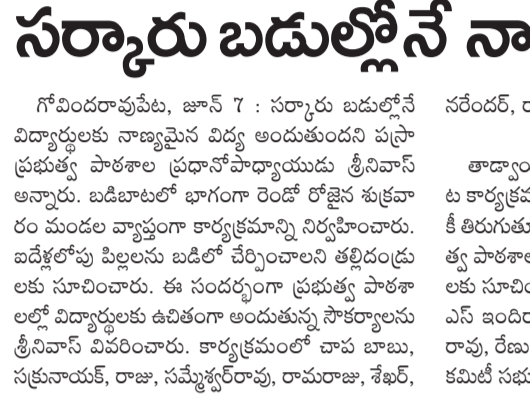 సర్కారు బడుల్లోనే నా
గోవిందరావుపేట, జూన్ 7 : సర్కారు బడుల్లోనే
విద్యార్థులకు నాణ్యమైన విద్య అందుతుందని పస్రా
ప్రభుత్వ పాఠశాల ప్రధానోపాధ్యాయుడు శ్రీనివాస్
అన్నారు. బడిబాటలో భాగంగా రెండో రోజైన శుక్రవా
రం మండల వ్యాప్తంగా కార్యక్రమాన్ని నిర్వహించారు.
ఐదేళ్లలోపు పిల్లలను బడిలో చేర్పించాలని తల్లిదండ్రు
లకు సూచించారు. ఈ సందర్భంగా ప్రభుత్వ పాఠశా
లల్లో విద్యార్థులకు ఉచితంగా అందుతున్న సౌకర్యాలను
శ్రీనివాస్ వివరించారు. కార్యక్రమంలో చాప బాబు,
సక్రునాయక్, రాజు, సమ్మేశ్వర్‌రావు, రామరాజు, శేఖర్,
నరేందర్,
తాడ్వాం
ట కార్యక్రమ
కీ తిరుగుతూ
త్వ పాఠశాల
లకు సూచిం
ఎస్ ఇందిరా
రావు, రేణు
కమిటీ సభు